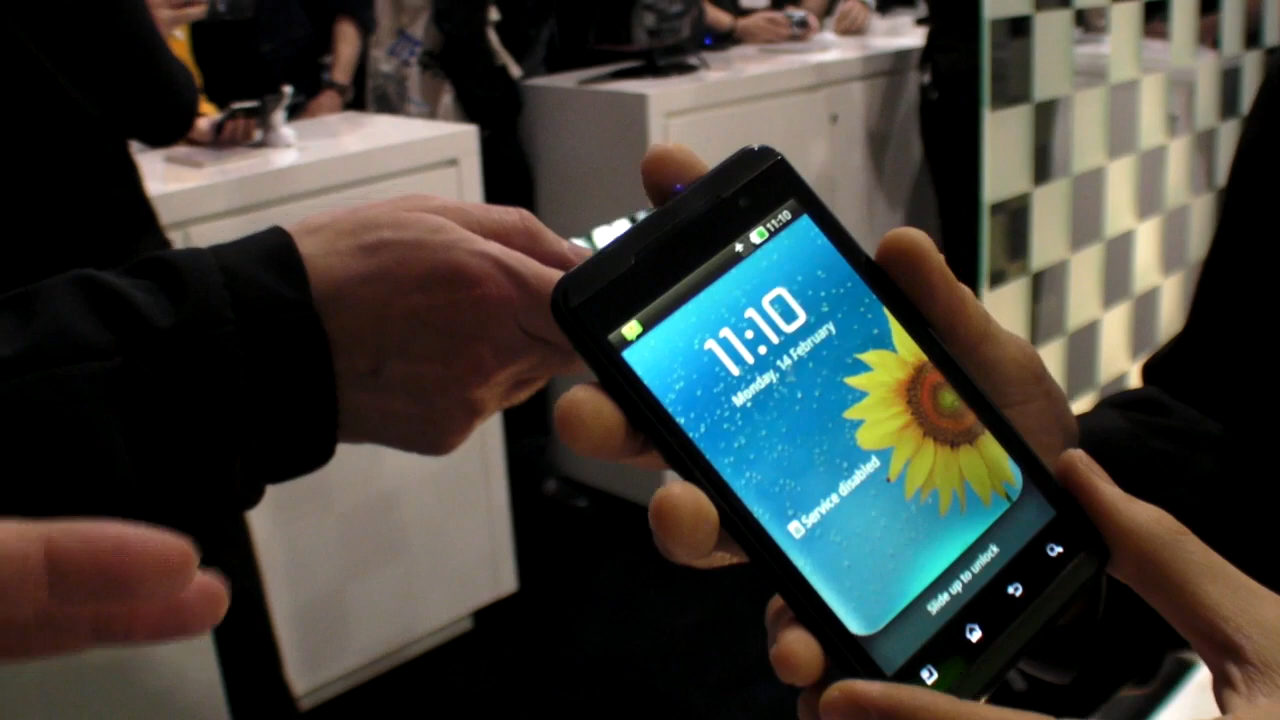 11:10
11:10
Monday, 14 February
Service disabled
Slide up to unlock